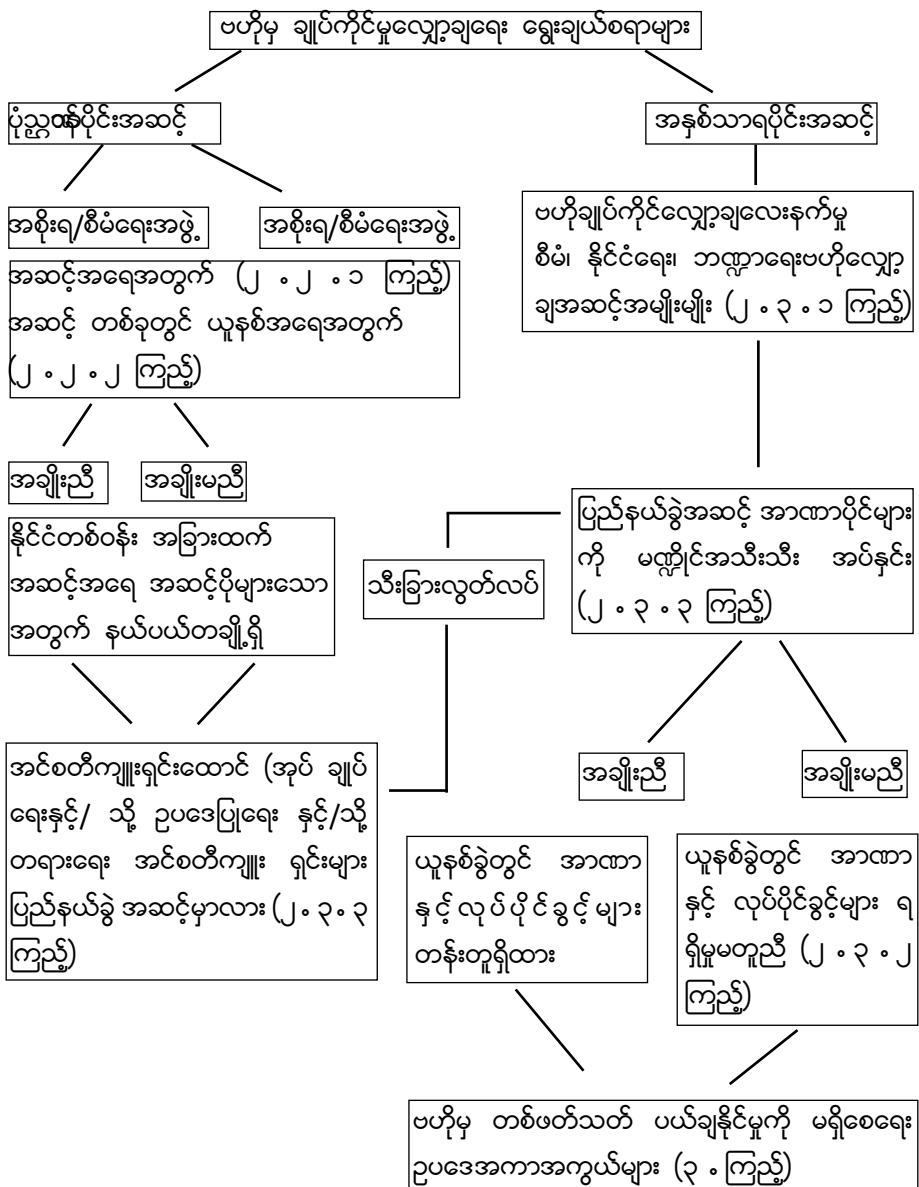 ဗဟိုမှ ချုပ်ကိုင်မှုလျှော့ချရေး ရွေးချယ်စရာများ
ပိုင်းအဆင့်
အနှစ်သာရပိုင်းအဆင့်
အစိုးရ/စီမံရေးအဖွဲ့
အစိုးရ/စီမံရေးအဖွဲ့
အဆင့်အရေအတွက် (၂ ဝ ၂ ဝ ၁ ကြည့်)
အဆင့် တစ်ခုတွင် ယူနစ်အရေအတွက်
(၂ ဝ ၂ ဝ ၂ ကြည့်)
ဗဟိုချုပ်ကိုင်လျှော့ချလေးနက်မှု
စီမံ၊ နိုင်ငံရေး၊ ဘဏ္ဍာရေးဗဟိုလျှော့
ချအဆင့်အမျိုးမျိုး (၂ ဝ ၃ ဝ ၁ ကြည့်)
အချိုးညီ
အချိုးမညီ
နိုင်ငံတစ်ဝန်း အခြားထက်
အဆင့်အရေ အဆင့်ပိုများသော
အတွက် နယ်ပယ်တချို့ရှိ
သီးခြားလွတ်လပ်
ပြည်နယ်ခွဲအဆင့် အာဏာပိုင်များ
ကို မဏ္ဍိုင်အသီးသီး အပ်နှင်း
(၂ ဝ ၃ ဝ ၃ ကြည့်)
အင်စတီကျူးရှင်းထောင် (အုပ် ချုပ်
ရေးနှင့်/ သို့ ဥပဒေပြုရေး နှင့်/သို့
တရားရေး အင်စတီကျူး ရှင်းများ
ပြည်နယ်ခွဲ အဆင့်မှာလား (၂ဝ ၃ဝ ၃
ကြည့်)
အချိုးညီ
အချိုးမညီ
ယူနစ်ခွဲတွင် အာဏာ
နှင့်လုပ်ပိုင်ခွင့်များ
တန်းတူရှိထား
ယူနစ်ခွဲတွင် အာဏာ
နှင့် လုပ်ပိုင်ခွင့်များ ရ
ရှိမှုမတူညီ (၂ ဝ ၃ ဝ ၂
ကြည့်)
ဗဟိုမှ တစ်ဖတ်သတ် ပယ်ချနိုင်မှုကို မရှိစေရေး
ဥပဒေအကာအကွယ်များ (၃ ဝ ကြည့်)